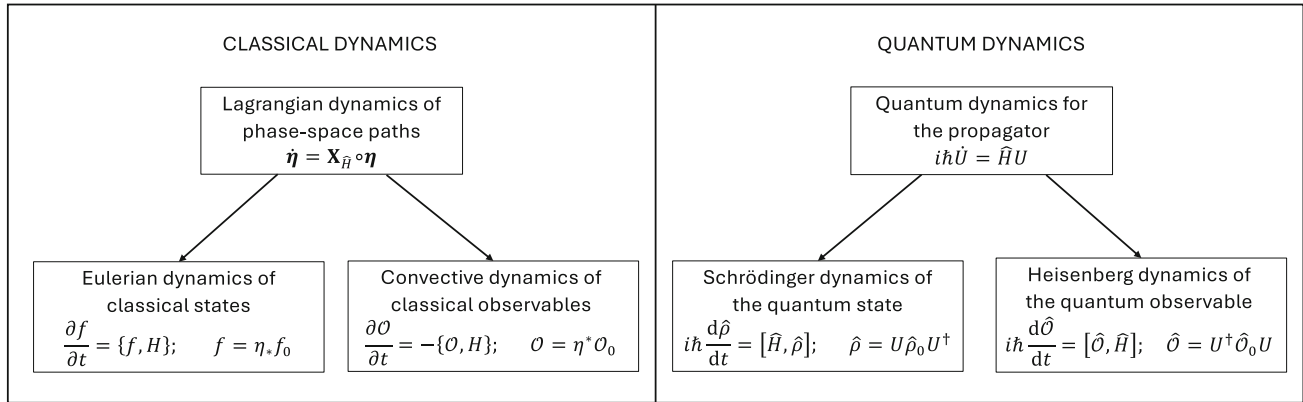 CLASSICAL DYNAMICS
Lagrangian dynamics of
phase-space paths
𝛈̇ = 𝐗_Ĥ ∘ 𝛈
Eulerian dynamics of
classical states
∂f/∂t = {f, H};  f = η_* f_0
Convective dynamics of
classical observables
∂𝒪/∂t = −{𝒪, H};  𝒪 = η^* 𝒪_0
QUANTUM DYNAMICS
Quantum dynamics for
the propagator
iℏU̇ = ĤU
Schrödinger dynamics of
the quantum state
iℏ dρ̂/dt = [Ĥ, ρ̂];  ρ̂ = Uρ̂_0U^†
Heisenberg dynamics of
the quantum observable
iℏ d𝒪̂/dt = [𝒪̂, Ĥ];  𝒪̂ = U^†𝒪̂_0U